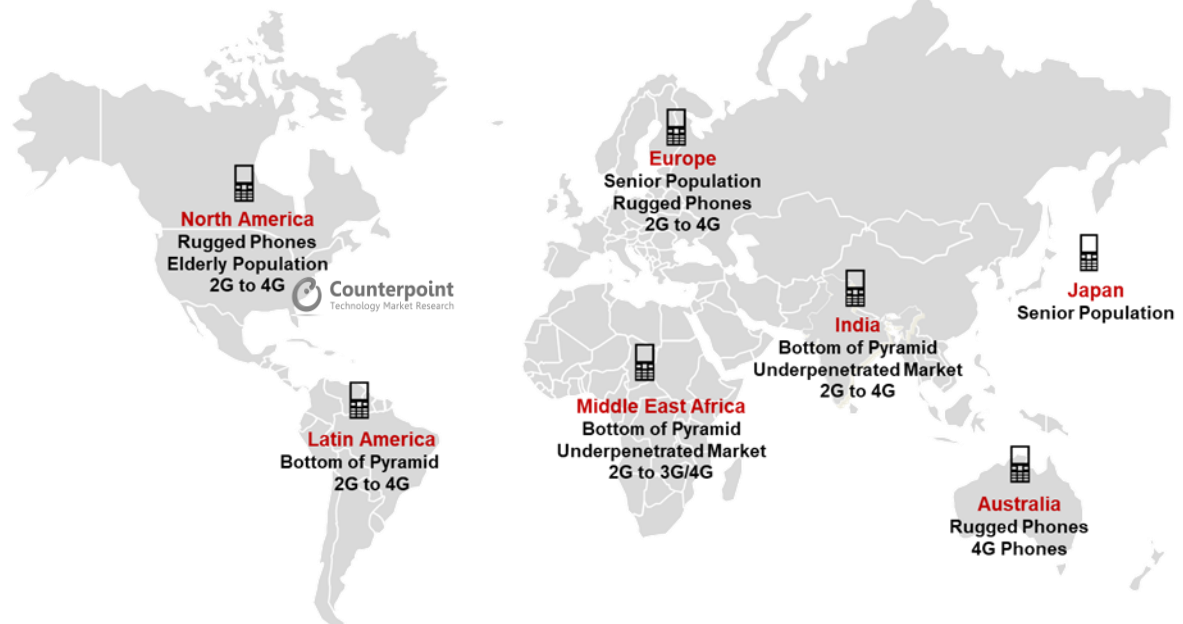 Europe
Senior Population
Rugged Phones
2G to 4G
North America
Rugged Phones
Elderly Population
2G to 4G
Counterpoint
Technology Market Research
Japan
Senior Population
India
Bottom of Pyramid
Underpenetrated Market
2G to 4G
Middle East Africa
Bottom of Pyramid
Underpenetrated Market
2G to 3G/4G
Latin America
Bottom of Pyramid
2G to 4G
Australia
Rugged Phones
4G Phones